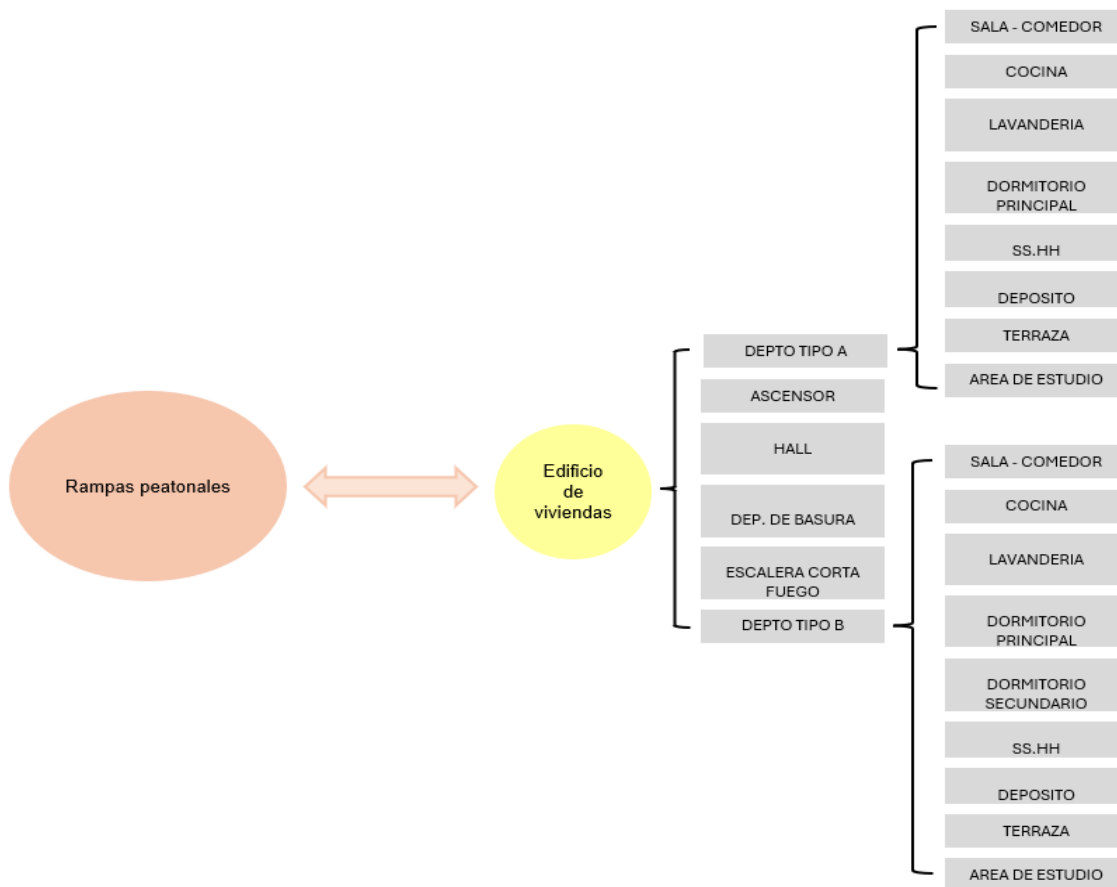 Rampas peatonales
Edificio
de
viviendas
DEPTO TIPO A
ASCENSOR
HALL
DEP. DE BASURA
ESCALERA CORTA
FUEGO
DEPTO TIPO B
SALA - COMEDOR
COCINA
LAVANDERIA
DORMITORIO
PRINCIPAL
SS.HH
DEPOSITO
TERRAZA
AREA DE ESTUDIO
SALA - COMEDOR
COCINA
LAVANDERIA
DORMITORIO
PRINCIPAL
DORMITORIO
SECUNDARIO
SS.HH
DEPOSITO
TERRAZA
AREA DE ESTUDIO